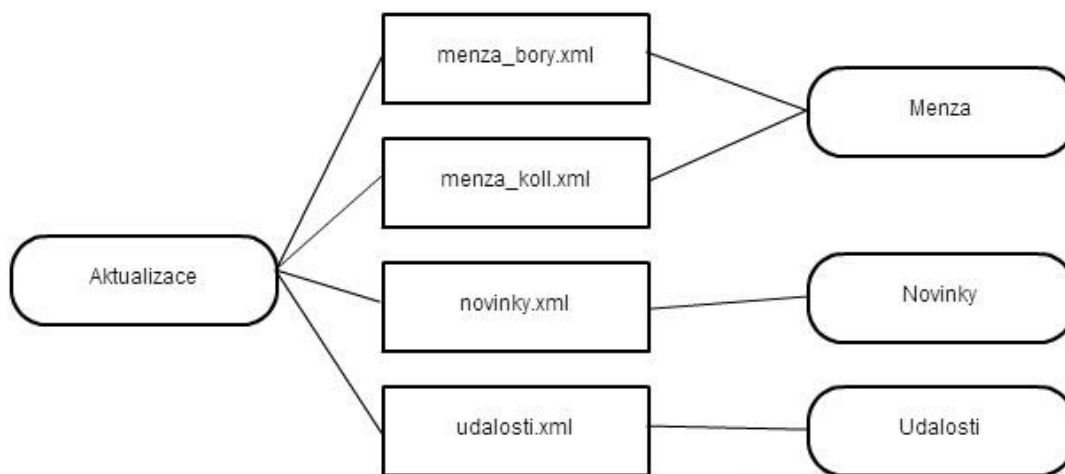 menza_bory.xml
Menza
menza_koll.xml
Aktualizace
novinky.xml
Novinky
udalosti.xml
Udalosti